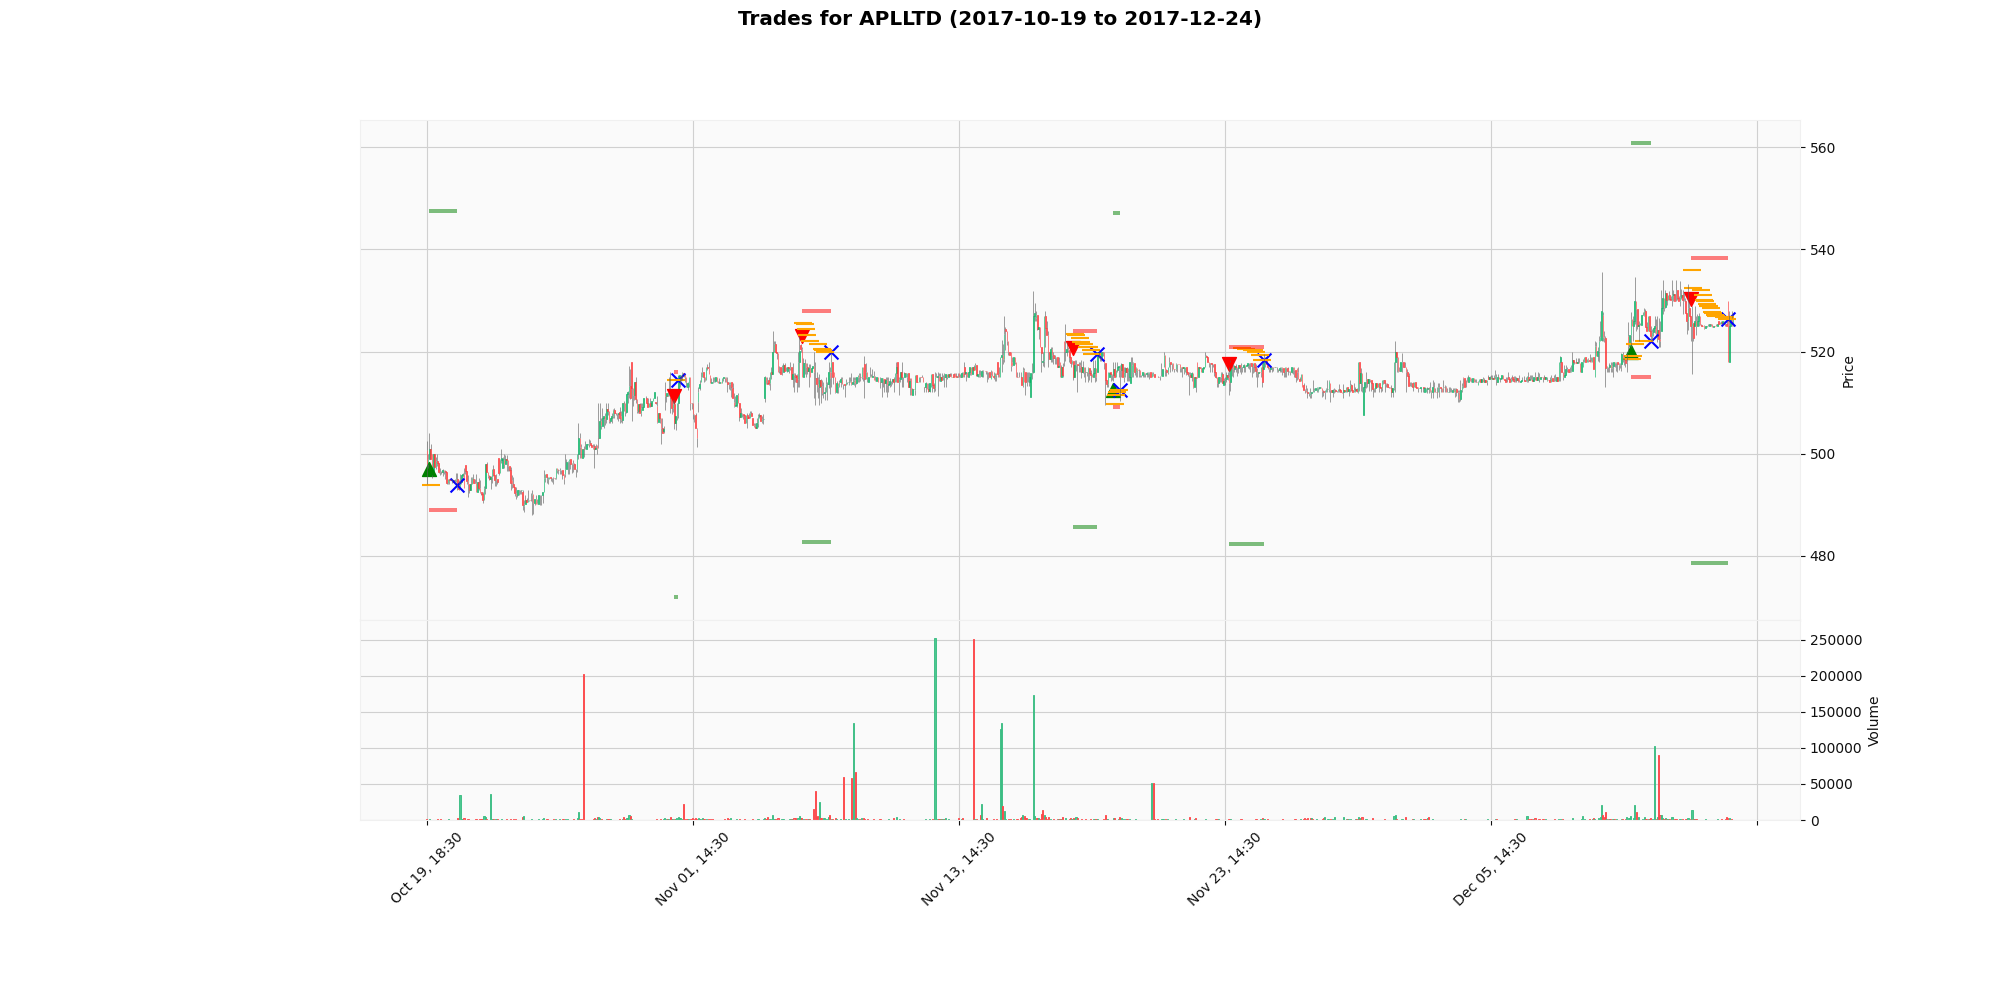 Trades for APLLTD (2017-10-19 to 2017-12-24)
560
540
520
500
480
Price
250000
200000
150000
100000
50000
0
Volume
Oct 19, 18:30
Nov 01, 14:30
Nov 13, 14:30
Nov 23, 14:30
Dec 05, 14:30